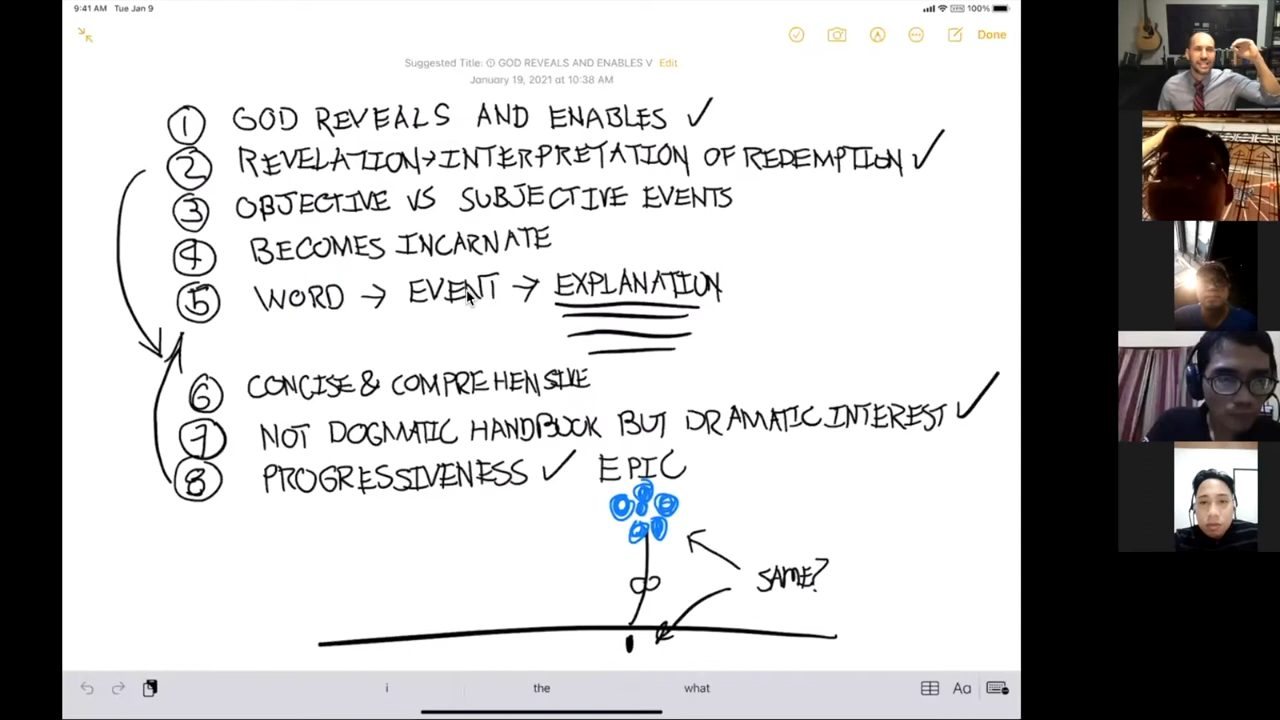 9:41 AM Tue Jan 9
VPN 100%
Done
Suggested Title: GOD REVEALS AND ENABLES V Edit
January 19, 2021 at 10:38 AM
1 GOD REVEALS AND ENABLES ✓
2 REVELATION → INTERPRETATION OF REDEMPTION ✓
3 OBJECTIVE VS SUBJECTIVE EVENTS
4 BECOMES INCARNATE
5 WORD → EVENT → EXPLANATION
6 CONCISE & COMPREHENSIVE
7 NOT DOGMATIC HANDBOOK BUT DRAMATIC INTEREST ✓
8 PROGRESSIVENESS ✓ EPIC
SAME?
i the what
Aa